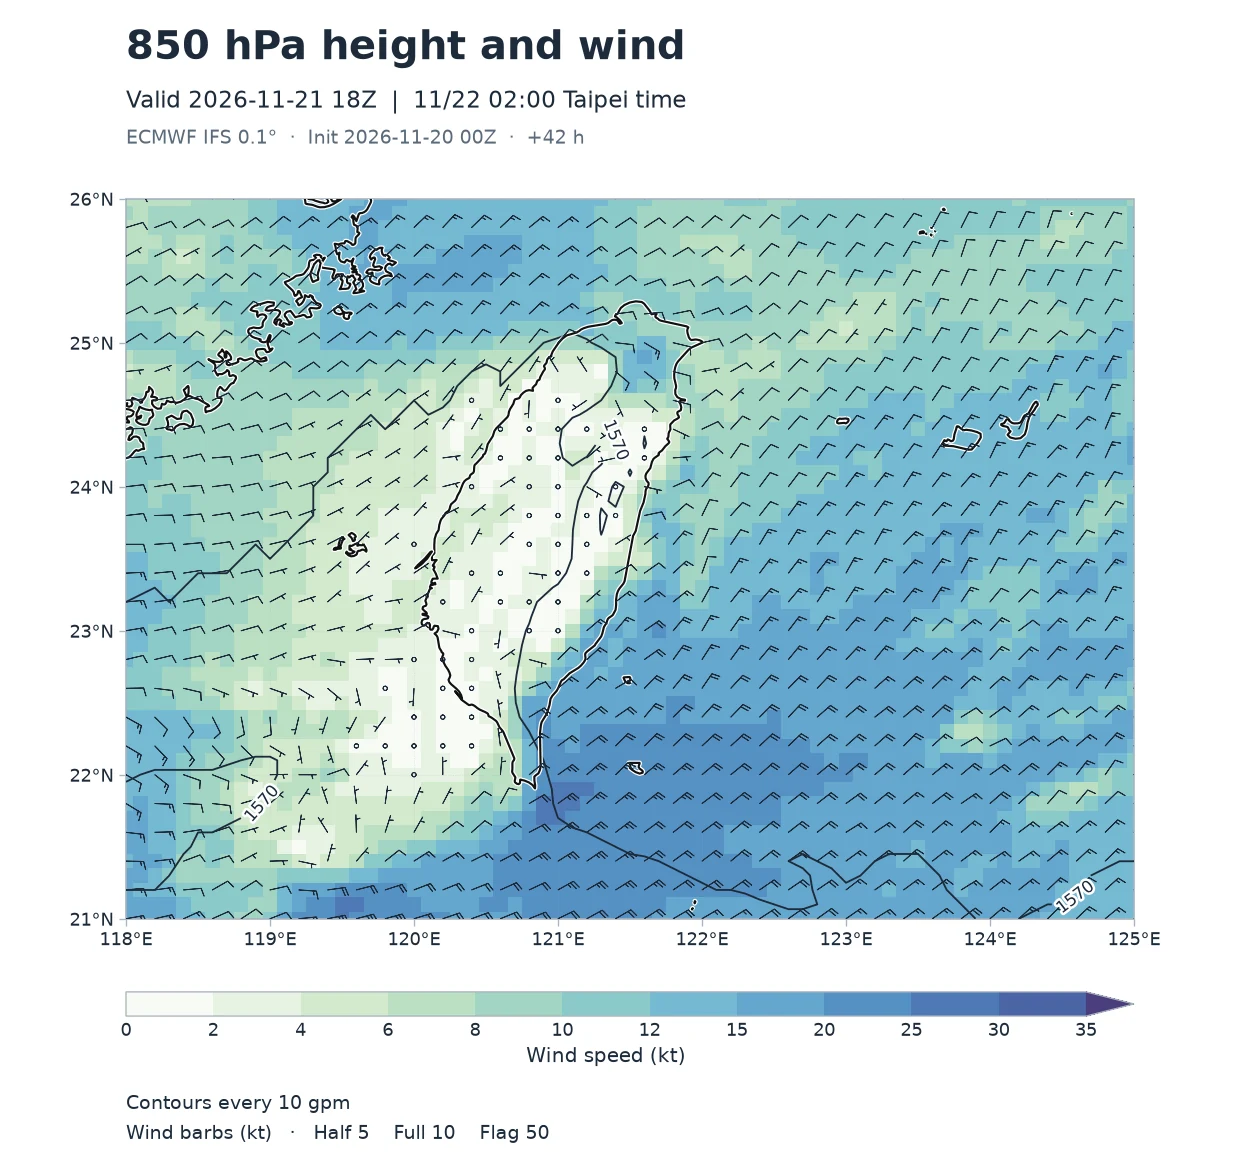 850 hPa height and wind
Valid 2026-11-21 18Z | 11/22 02:00 Taipei time
ECMWF IFS 0.1° · Init 2026-11-20 00Z · +42 h
26°N
25°N
24°N
23°N
22°N
21°N
1570
1570
1570
118°E 119°E 120°E 121°E 122°E 123°E 124°E 125°E
0 2 4 6 8 10 12 15 20 25 30 35
Wind speed (kt)
Contours every 10 gpm
Wind barbs (kt) · Half 5 Full 10 Flag 50